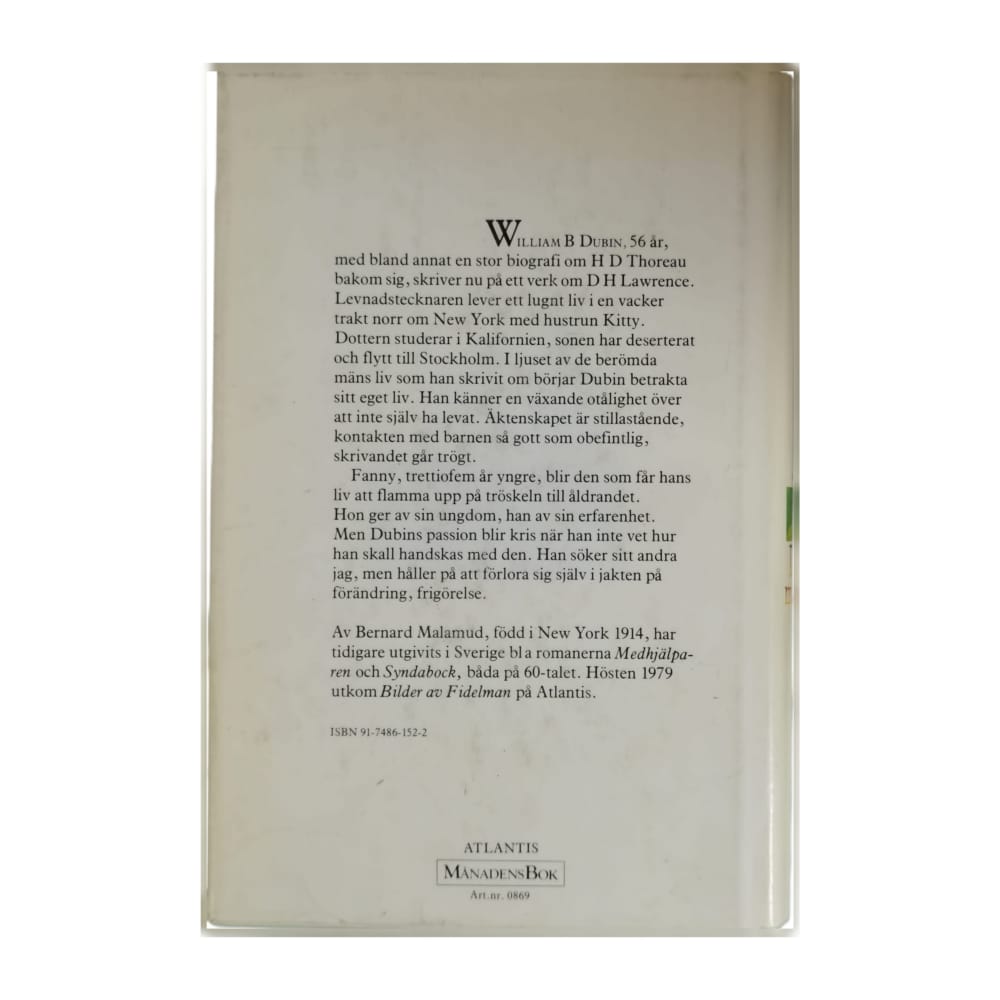 WILLIAM B DUBIN, 56 år,
med bland annat en stor biografi om H D Thoreau
bakom sig, skriver nu på ett verk om D H Lawrence.
Levnadstecknaren lever ett lugnt liv i en vacker
trakt norr om New York med hustrun Kitty.
Dottern studerar i Kalifornien, sonen har deserterat
och flytt till Stockholm. I ljuset av de berömda
mäns liv som han skrivit om börjar Dubin betrakta
sitt eget liv. Han känner en växande otålighet över
att inte själv ha levat. Äktenskapet är stillastående,
kontakten med barnen så gott som obefintlig,
skrivandet går trögt.
Fanny, trettiofem år yngre, blir den som får hans
liv att flamma upp på tröskeln till åldrandet.
Hon ger av sin ungdom, han av sin erfarenhet.
Men Dubins passion blir kris när han inte vet hur
han skall handskas med den. Han söker sitt andra
jag, men håller på att förlora sig själv i jakten på
förändring, frigörelse.
Av Bernard Malamud, född i New York 1914, har
tidigare utgivits i Sverige bl a romanerna Medhjälpa-
ren och Syndabock, båda på 60-talet. Hösten 1979
utkom Bilder av Fidelman på Atlantis.
ISBN 91-7486-152-2
ATLANTIS
MÅNADENSBOK
Art.nr. 0869